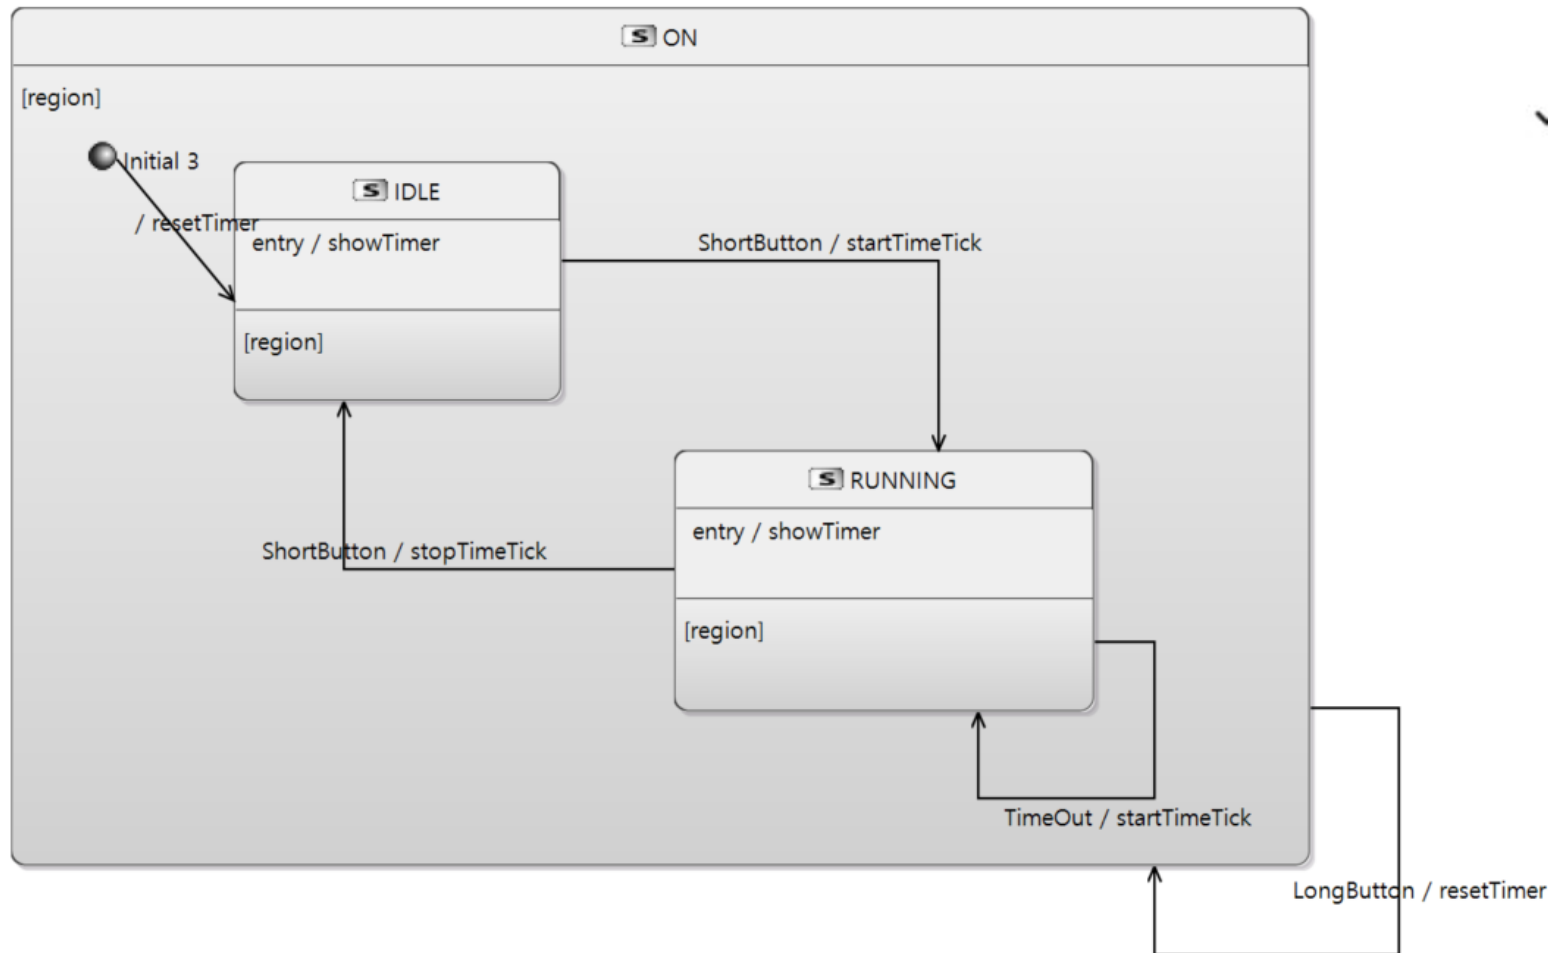 S ON
[region]
Initial 3
S IDLE
/ resetTimer
entry / showTimer
ShortButton / startTimeTick
[region]
S RUNNING
entry / showTimer
ShortButton / stopTimeTick
[region]
TimeOut / startTimeTick
LongButton / resetTimer